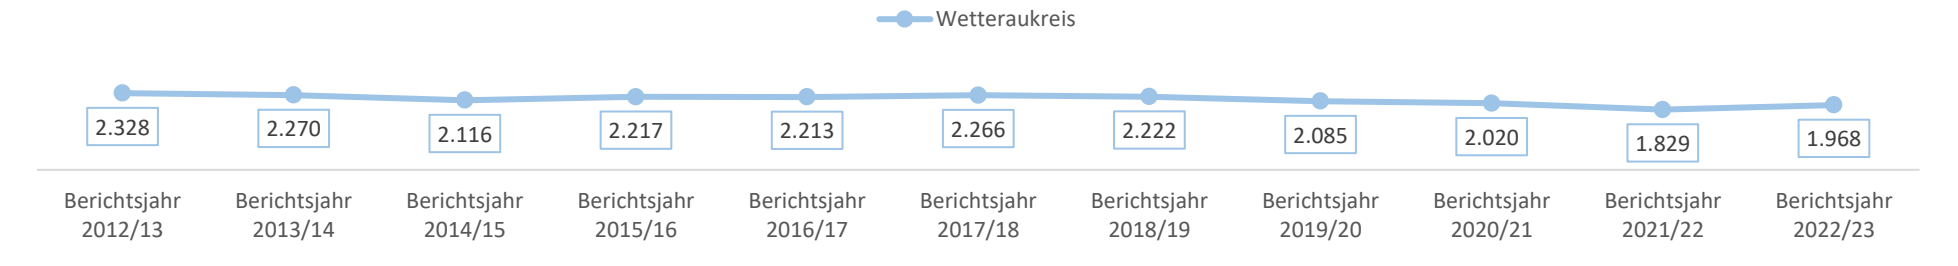 Wetteraukreis
2.328
2.270
2.116
2.217
2.213
2.266
2.222
2.085
2.020
1.829
1.968
Berichtsjahr
2012/13
Berichtsjahr
2013/14
Berichtsjahr
2014/15
Berichtsjahr
2015/16
Berichtsjahr
2016/17
Berichtsjahr
2017/18
Berichtsjahr
2018/19
Berichtsjahr
2019/20
Berichtsjahr
2020/21
Berichtsjahr
2021/22
Berichtsjahr
2022/23